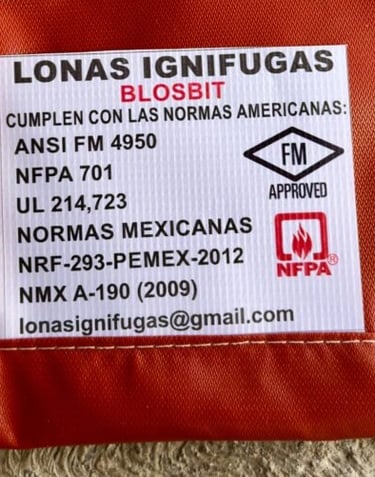 LONAS IGNIFUGAS
BLOSBIT
CUMPLEN CON LAS NORMAS AMERICANAS:
ANSI FM 4950
NFPA 701
UL 214,723
NORMAS MEXICANAS
NRF-293-PEMEX-2012
NMX A-190 (2009)
lonasignifugas@gmail.com
FM
APPROVED
NFPA®